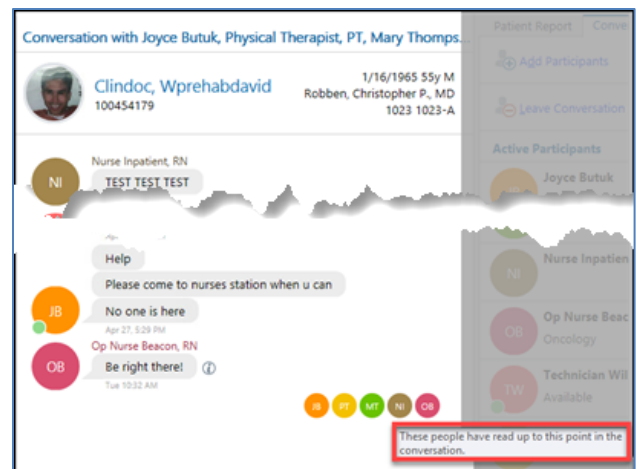 Conversation with Joyce Butuk, Physical Therapist, PT, Mary Thomps...
Patient Report Conve
Clindoc, Wprehabdavid
100454179
1/16/1965 55y M
Robben, Christopher P., MD
1023 1023-A
Add Participants
Leave Conversation
Active Participants
Nurse Inpatient, RN
NI
TEST TEST TEST
Joyce Butuk
Help
Please come to nurses station when u can
JB
No one is here
Apr 27, 5:29 PM
Op Nurse Beacon, RN
OB
Be right there!
Tue 10:32 AM
NI
Nurse Inpatien
OB
Op Nurse Beac
Oncology
TW
Technician Wil
Available
JB PT MT NI OB
These people have read up to this point in the
conversation.